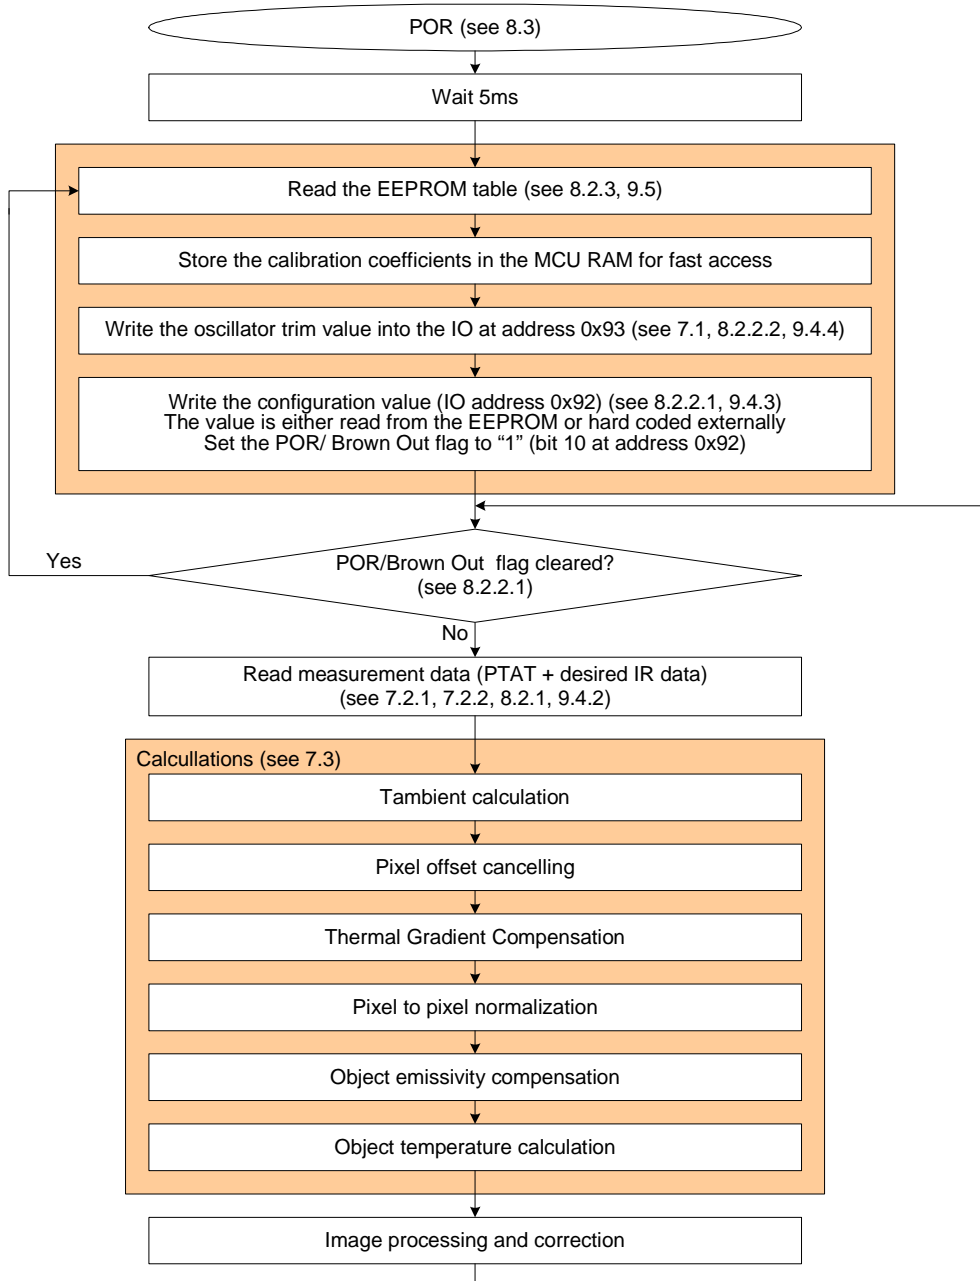 POR (see 8.3)
Wait 5ms
Read the EEPROM table (see 8.2.3, 9.5)
Store the calibration coefficients in the MCU RAM for fast access
Write the oscillator trim value into the IO at address 0x93 (see 7.1, 8.2.2.2, 9.4.4)
Write the configuration value (IO address 0x92) (see 8.2.2.1, 9.4.3)
The value is either read from the EEPROM or hard coded externally
Set the POR/ Brown Out flag to “1” (bit 10 at address 0x92)
Yes
POR/Brown Out flag cleared?
(see 8.2.2.1)
No
Read measurement data (PTAT + desired IR data)
(see 7.2.1, 7.2.2, 8.2.1, 9.4.2)
Calcullations (see 7.3)
Tambient calculation
Pixel offset cancelling
Thermal Gradient Compensation
Pixel to pixel normalization
Object emissivity compensation
Object temperature calculation
Image processing and correction